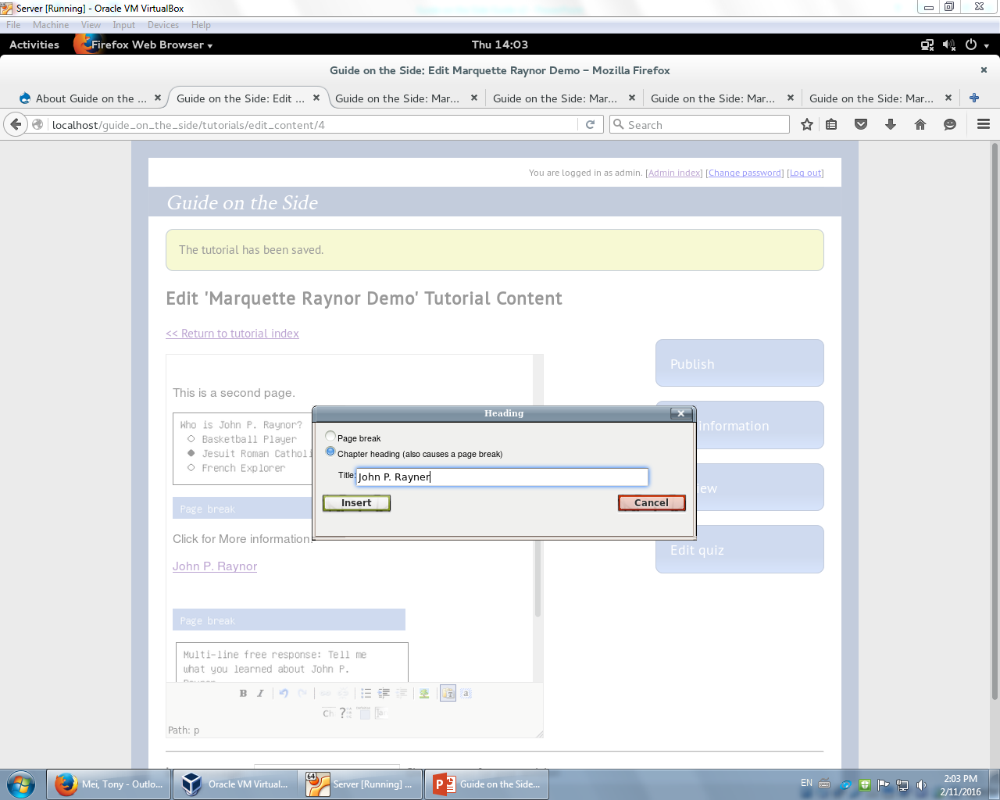 Server [Running] - Oracle VM VirtualBox
File Machine View Input Devices Help
Activities Firefox Web Browser Thu 14:03
Guide on the Side: Edit Marquette Raynor Demo – Mozilla Firefox
About Guide on the ... Guide on the Side: Edit ... Guide on the Side: Mar... Guide on the Side: Mar... Guide on the Side: Mar... Guide on the Side: Mar...
localhost/guide_on_the_side/tutorials/edit_content/4 Search
You are logged in as admin. [Admin index] [Change password] [Log out]
Guide on the Side
The tutorial has been saved.
Edit 'Marquette Raynor Demo' Tutorial Content
<< Return to tutorial index
Publish
This is a second page.
Who is John P. Raynor?
Basketball Player
Jesuit Roman Catholi
French Explorer
Page break
Click for More information:
John P. Raynor
Page break
Multi-line free response: Tell me
what you learned about John P.
Heading
Page break
Chapter heading (also causes a page break)
Title: John P. Rayner
Insert Cancel
information
Edit quiz
B I
Path: p
Mei, Tony - Outlo... Oracle VM Virtual... Server [Running] ... Guide on the Side...
64
EN
2:03 PM
2/11/2016